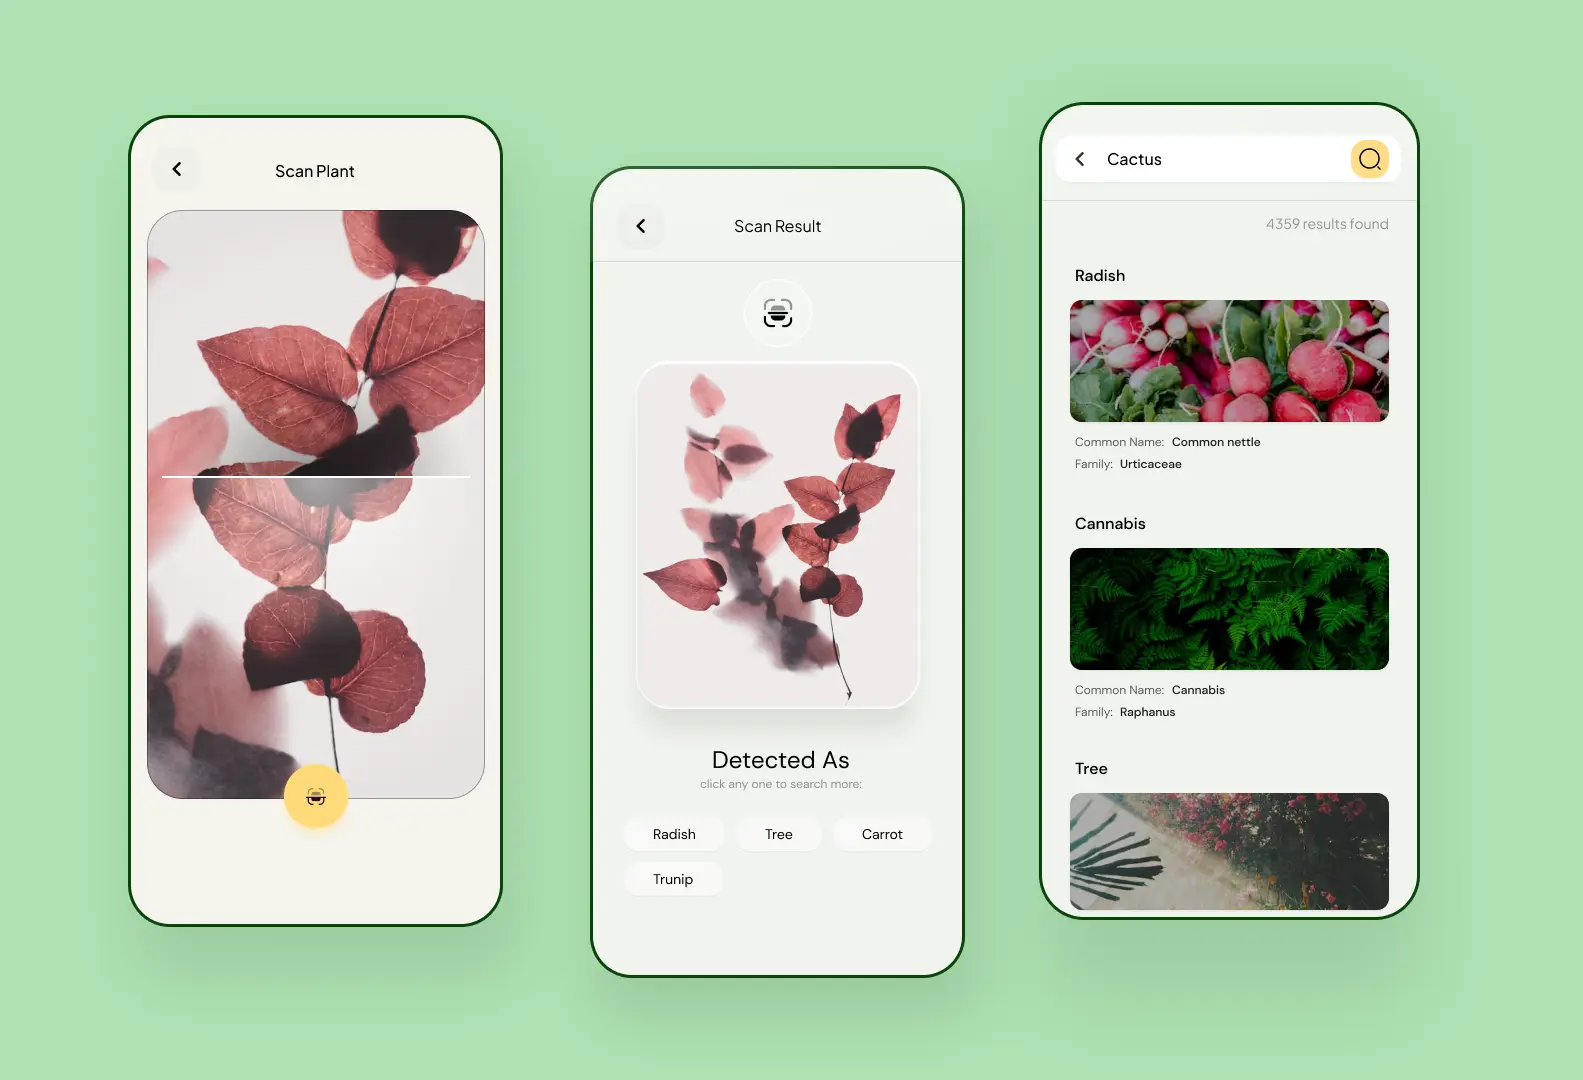 Scan Plant
Scan Result
Detected As
click any one to search more:
Radish
Tree
Carrot
Trunip
Cactus
4359 results found
Radish
Common Name: Common nettle
Family: Urticaceae
Cannabis
Common Name: Cannabis
Family: Raphanus
Tree